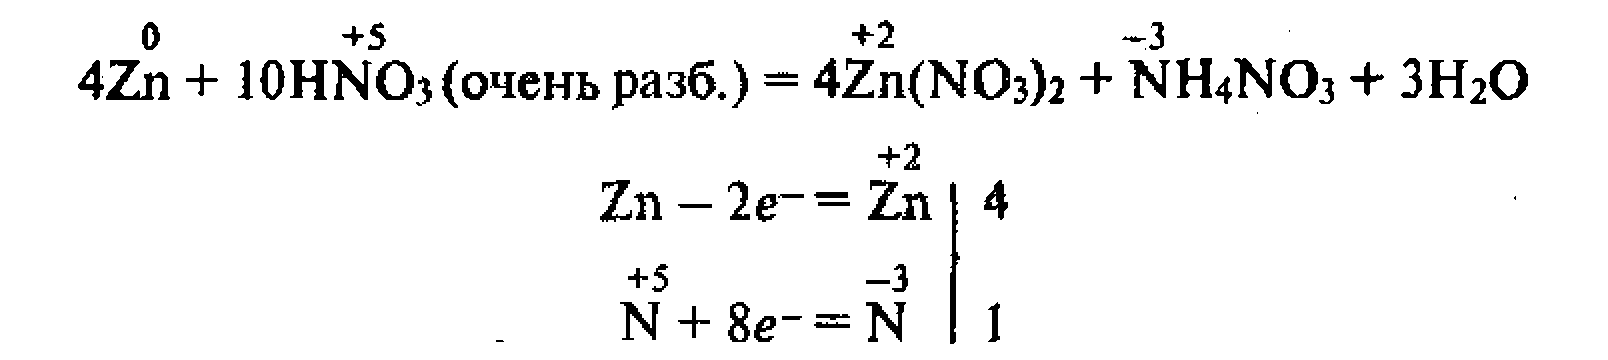 0 +5 +2 −3
4Zn + 10HNO₃ (очень разб.) = 4Zn(NO₃)₂ + NH₄NO₃ + 3H₂O
+2
Zn − 2e⁻ = Zn | 4
+5 −3
N + 8e⁻ = N | 1